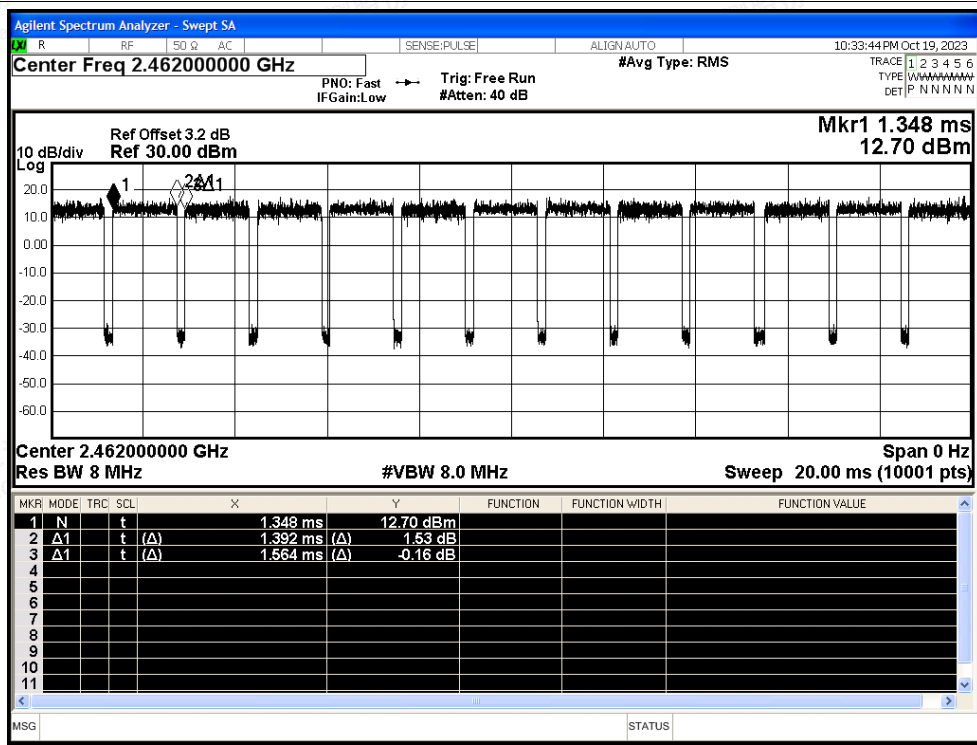 Agilent Spectrum Analyzer - Swept SA
LXI R RF 50 Ω AC SENSE:PULSE ALIGN AUTO 10:33:44 PM Oct 19, 2023
Center Freq 2.462000000 GHz #Avg Type: RMS TRACE 1 2 3 4 5 6
PNO: Fast Trig: Free Run TYPE
IFGain:Low #Atten: 40 dB DET P N N N N N
Mkr1 1.348 ms
12.70 dBm
Ref Offset 3.2 dB
10 dB/div Ref 30.00 dBm
Log
1 2Δ1
20.0
10.0
0.00
-10.0
-20.0
-30.0
-40.0
-50.0
-60.0
Center 2.462000000 GHz Span 0 Hz
Res BW 8 MHz #VBW 8.0 MHz Sweep 20.00 ms (10001 pts)
MKR MODE TRC SCL X Y FUNCTION FUNCTION WIDTH FUNCTION VALUE
1 N t 1.348 ms 12.70 dBm
2 Δ1 t (Δ) 1.392 ms (Δ) 1.53 dB
3 Δ1 t (Δ) 1.564 ms (Δ) -0.16 dB
4
5
6
7
8
9
10
11
MSG STATUS